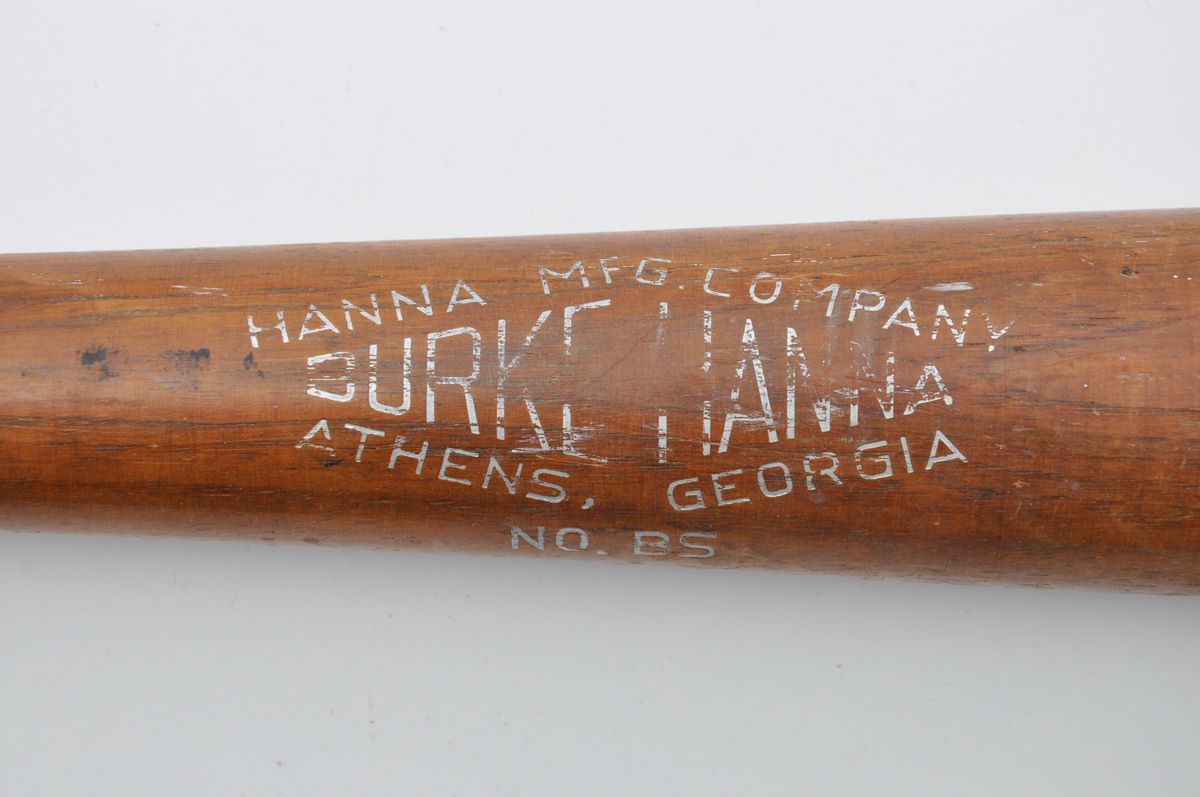 HANNA MFG. COMPANY
BURKE HANNA
ATHENS, GEORGIA
NO. BS